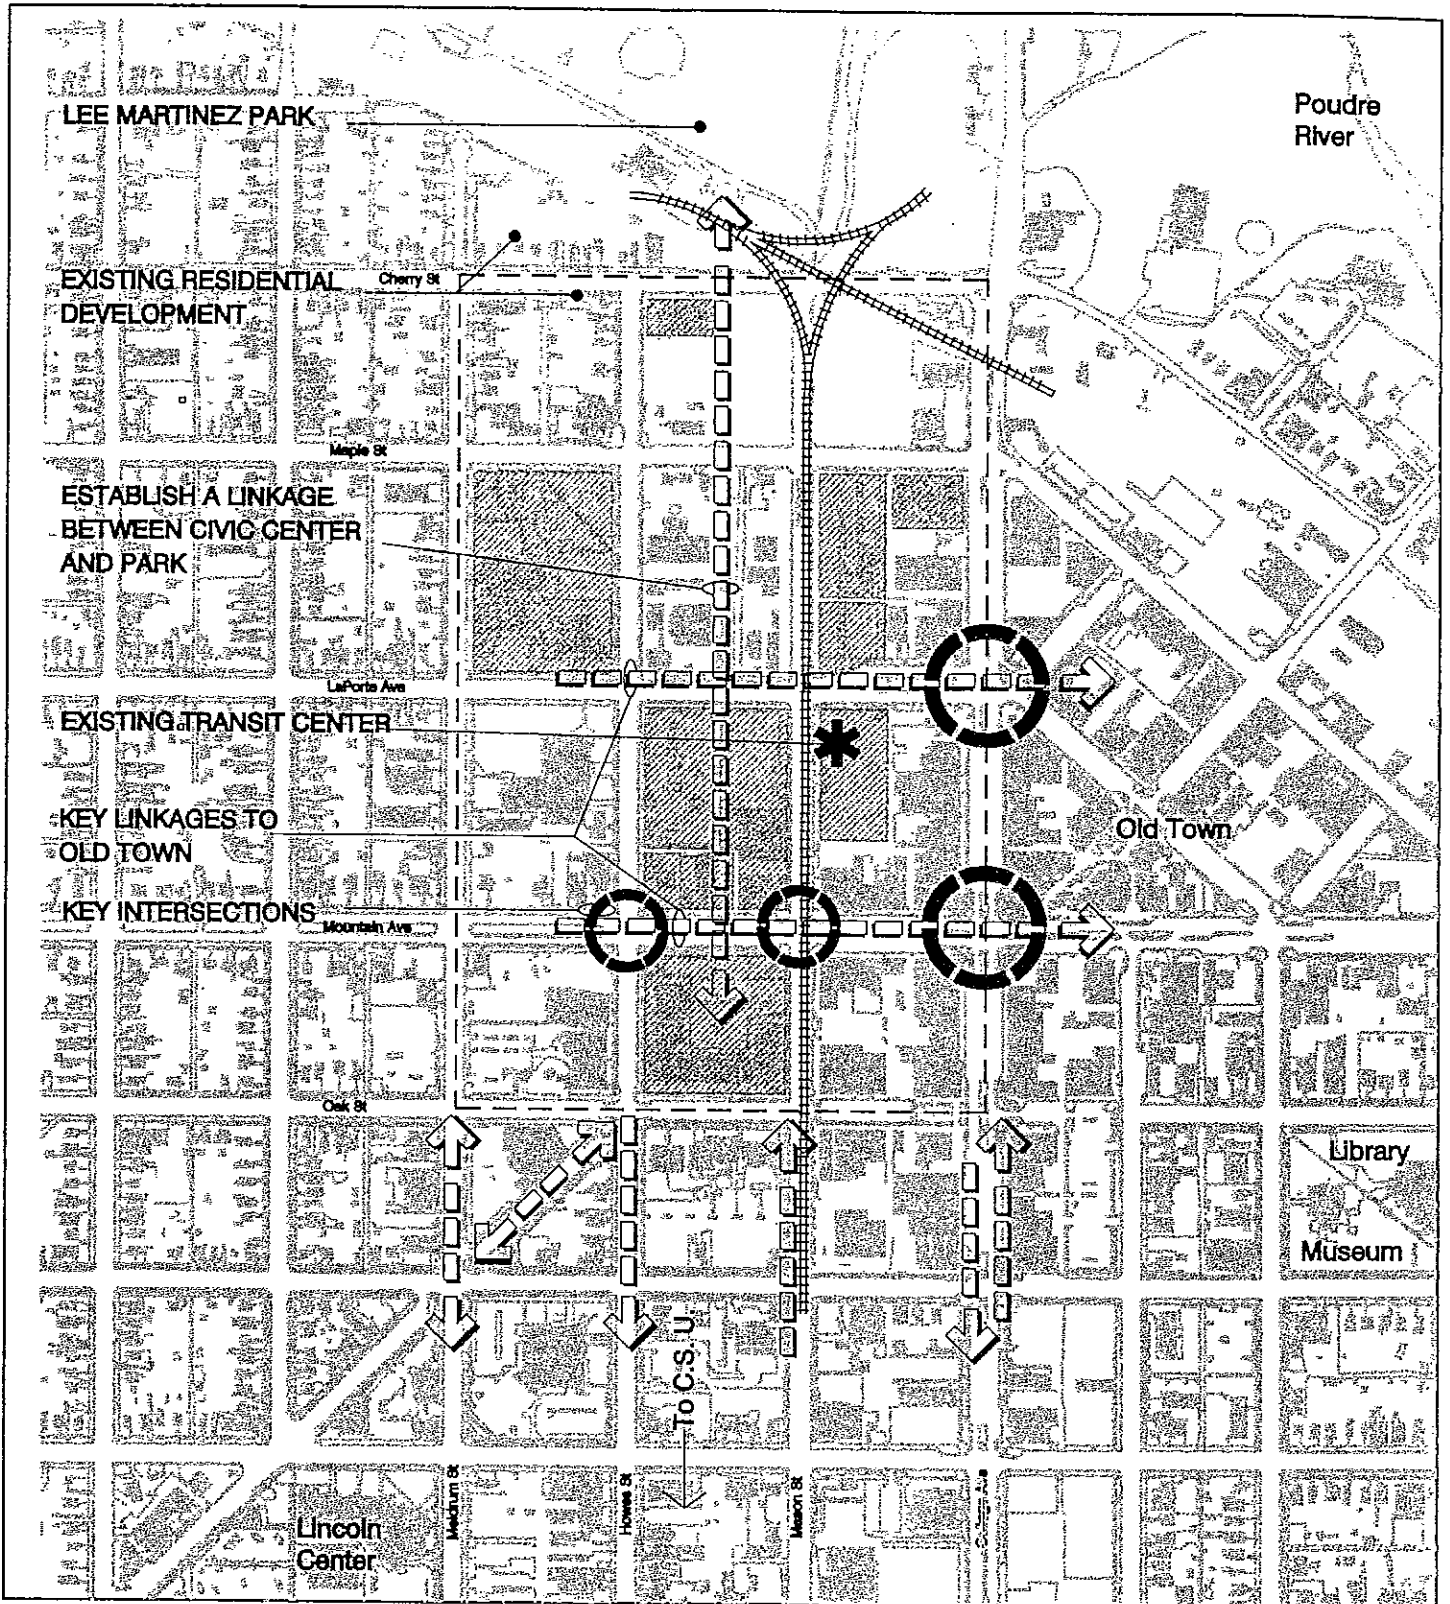 LEE MARTINEZ PARK
Poudre
River
EXISTING RESIDENTIAL
DEVELOPMENT
Cherry St
Maple St
ESTABLISH A LINKAGE
BETWEEN CIVIC CENTER
AND PARK
LaPorte Ave
EXISTING TRANSIT CENTER
KEY LINKAGES TO
OLD TOWN
Old Town
KEY INTERSECTIONS
Mountain Ave
Oak St
Library
Museum
To C.S.U.
Meldrum St
Howes St
Mason St
College Ave
Lincoln
Center